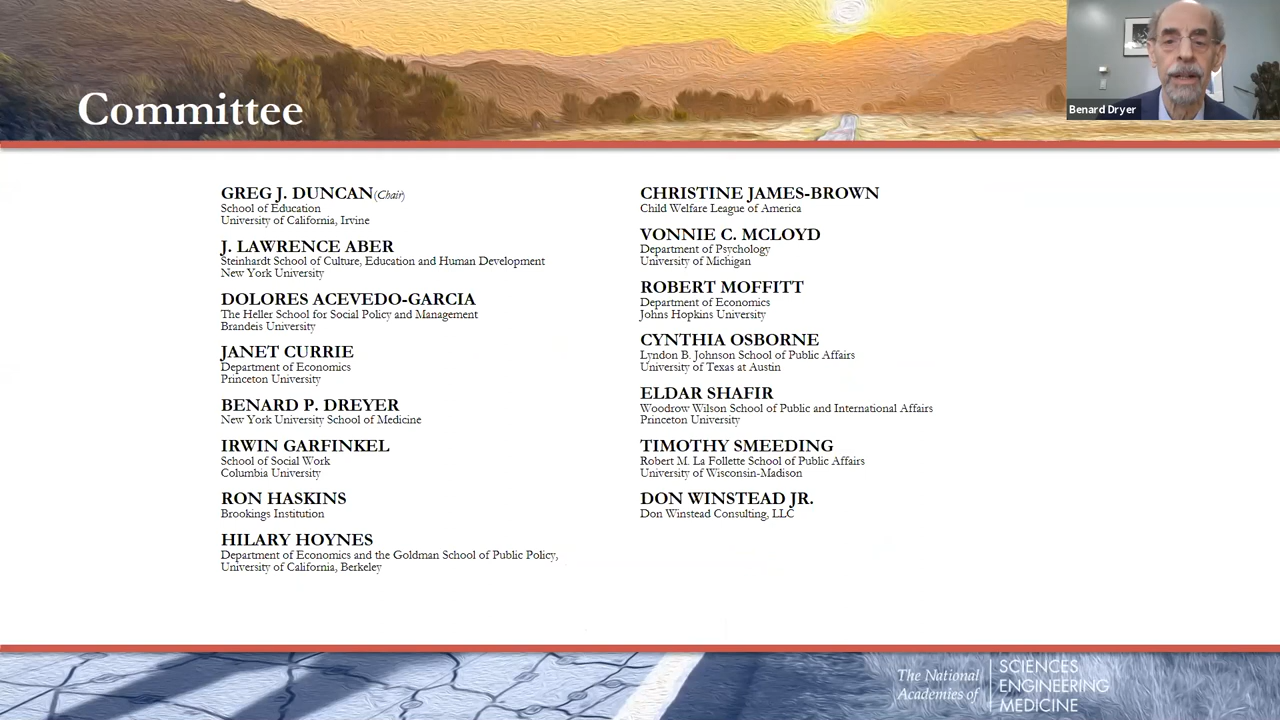 Committee
Benard Dryer
GREG J. DUNCAN(Chair)
School of Education
University of California, Irvine
J. LAWRENCE ABER
Steinhardt School of Culture, Education and Human Development
New York University
DOLORES ACEVEDO-GARCIA
The Heller School for Social Policy and Management
Brandeis University
JANET CURRIE
Department of Economics
Princeton University
BENARD P. DREYER
New York University School of Medicine
IRWIN GARFINKEL
School of Social Work
Columbia University
RON HASKINS
Brookings Institution
HILARY HOYNES
Department of Economics and the Goldman School of Public Policy,
University of California, Berkeley
CHRISTINE JAMES-BROWN
Child Welfare League of America
VONNIE C. MCLOYD
Department of Psychology
University of Michigan
ROBERT MOFFITT
Department of Economics
Johns Hopkins University
CYNTHIA OSBORNE
Lyndon B. Johnson School of Public Affairs
University of Texas at Austin
ELDAR SHAFIR
Woodrow Wilson School of Public and International Affairs
Princeton University
TIMOTHY SMEEDING
Robert M. La Follette School of Public Affairs
University of Wisconsin-Madison
DON WINSTEAD JR.
Don Winstead Consulting, LLC
The National
Academies of
SCIENCES
ENGINEERING
MEDICINE